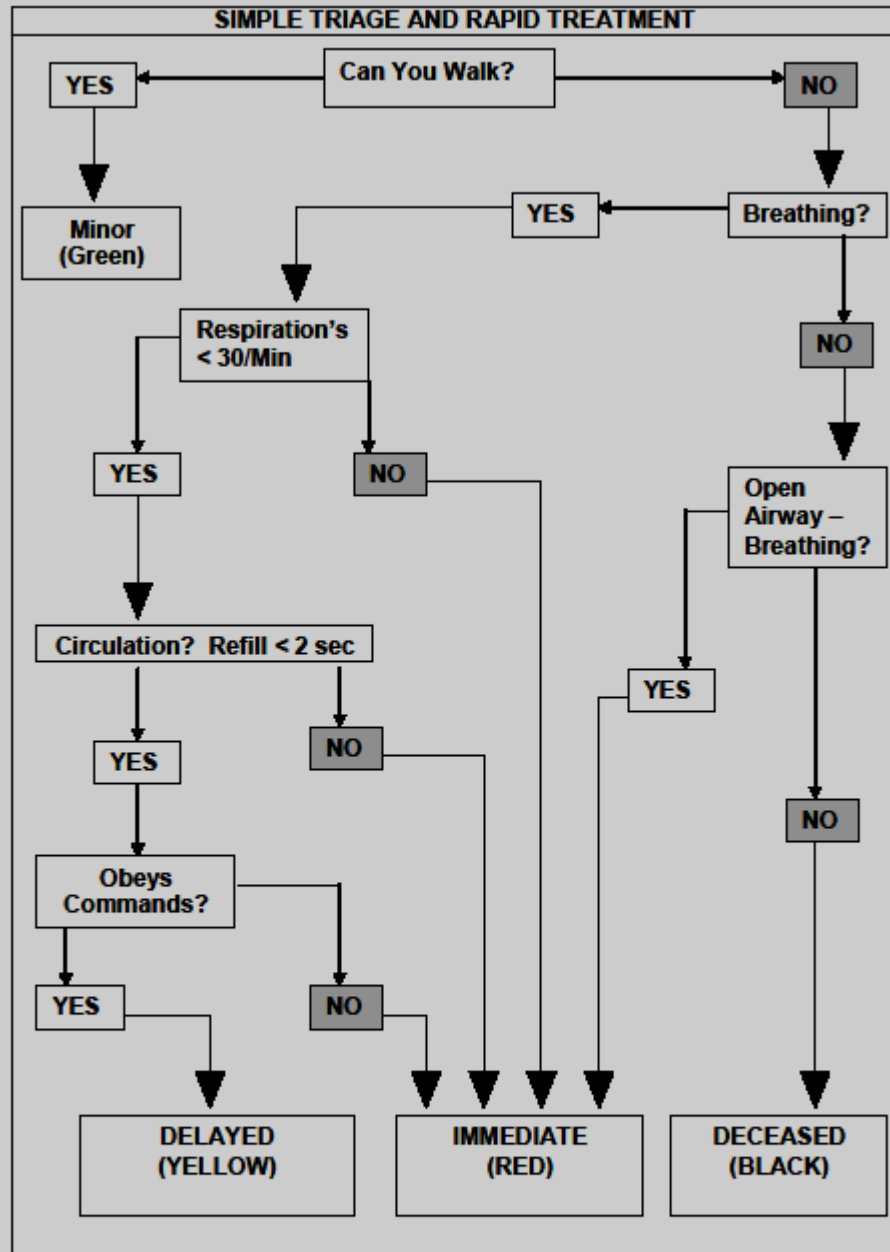 SIMPLE TRIAGE AND RAPID TREATMENT
Can You Walk?
YES
NO
Minor
(Green)
YES
Breathing?
Respiration's
< 30/Min
NO
YES
NO
Open
Airway –
Breathing?
Circulation? Refill < 2 sec
YES
YES
NO
NO
Obeys
Commands?
YES
NO
DELAYED
(YELLOW)
IMMEDIATE
(RED)
DECEASED
(BLACK)